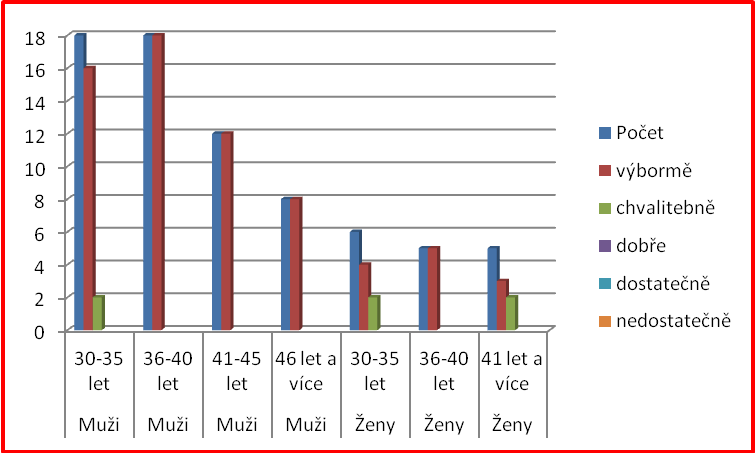 18
16
14
12
10
8
6
4
2
0
30-35 let
36-40 let
41-45 let
46 let a více
30-35 let
36-40 let
41 let a více
Muži
Muži
Muži
Muži
Ženy
Ženy
Ženy
Počet
výbormě
chvalitebně
dobře
dostatečně
nedostatečně